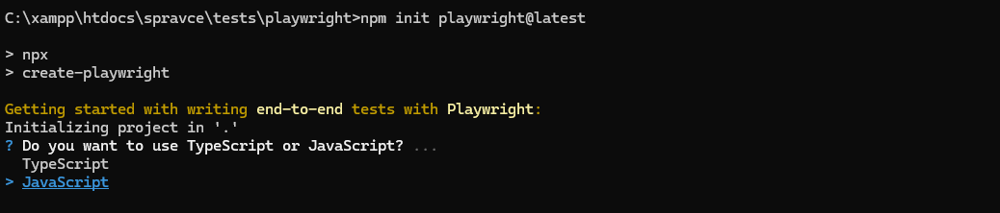 C:\xampp\htdocs\spravce\tests\playwright>npm init playwright@latest
> npx
> create-playwright
Getting started with writing end-to-end tests with Playwright:
Initializing project in '.'
? Do you want to use TypeScript or JavaScript? ...
TypeScript
> JavaScript